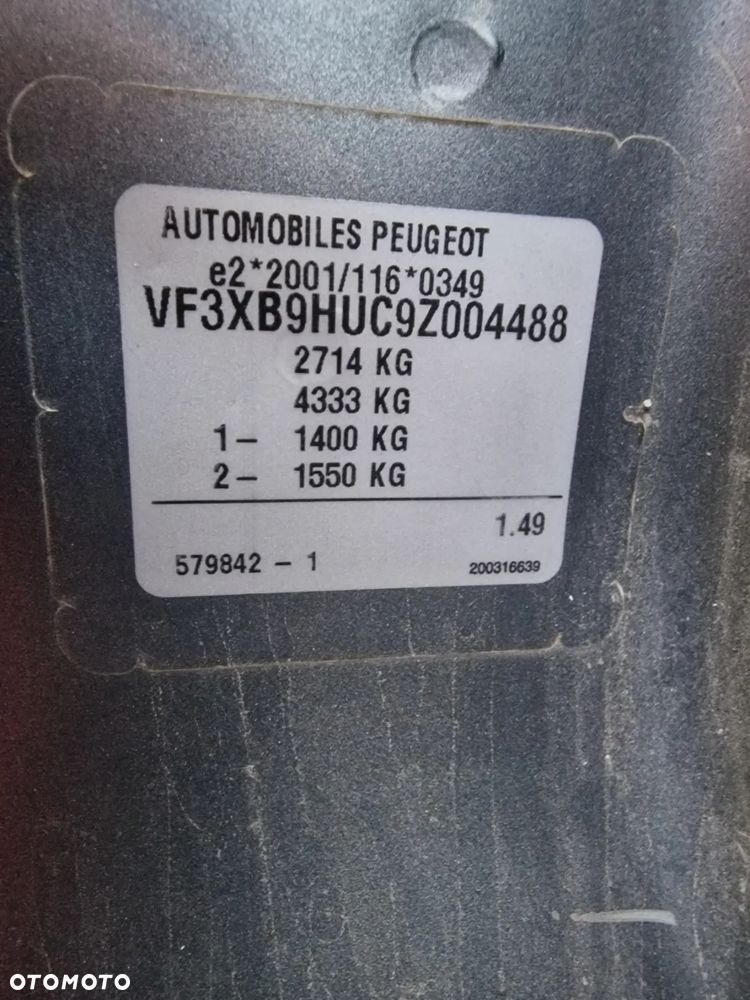 AUTOMOBILES PEUGEOT
e2*2001/116*0349
VF3XB9HUC9Z004488
2714 KG
4333 KG
1- 1400 KG
2- 1550 KG
1.49
579842 - 1 200316639
OTOMOTO